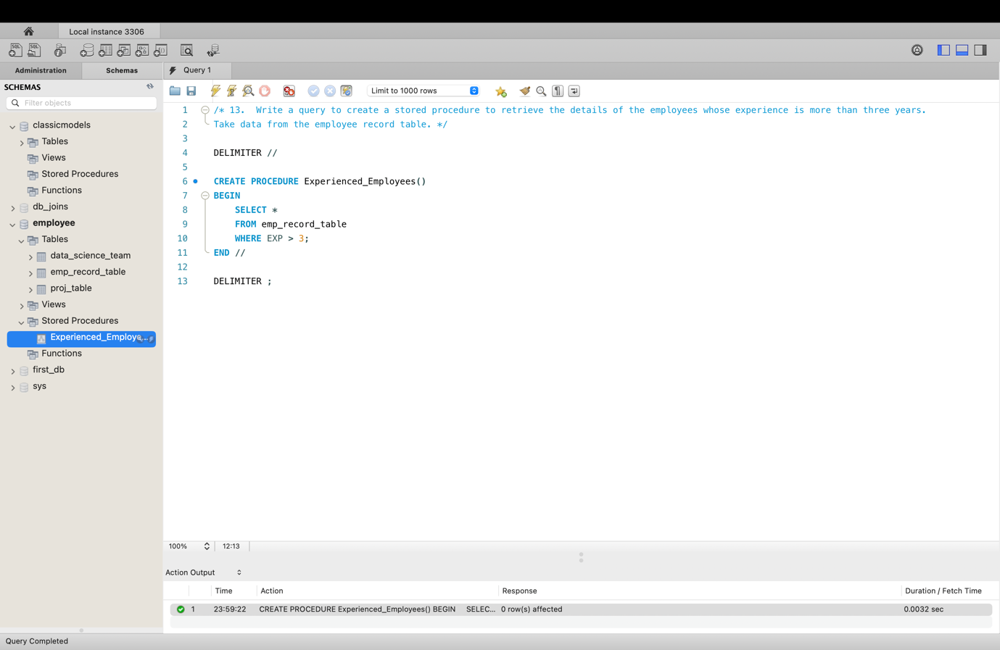 Local instance 3306
Administration
Schemas
Query 1
SCHEMAS
Filter objects
Limit to 1000 rows
classicmodels
Tables
Views
Stored Procedures
Functions
db_joins
employee
Tables
data_science_team
emp_record_table
proj_table
Views
Stored Procedures
Experienced_Employe...
Functions
first_db
sys
1 /* 13.  Write a query to create a stored procedure to retrieve the details of the employees whose experience is more than three years.
2 Take data from the employee record table. */
3
4 DELIMITER //
5
6 CREATE PROCEDURE Experienced_Employees()
7 BEGIN
8 SELECT *
9 FROM emp_record_table
10 WHERE EXP > 3;
11 END //
12
13 DELIMITER ;
100% 12:13
Action Output
Time Action Response Duration / Fetch Time
1 23:59:22 CREATE PROCEDURE Experienced_Employees() BEGIN SELEC... 0 row(s) affected 0.0032 sec
Query Completed